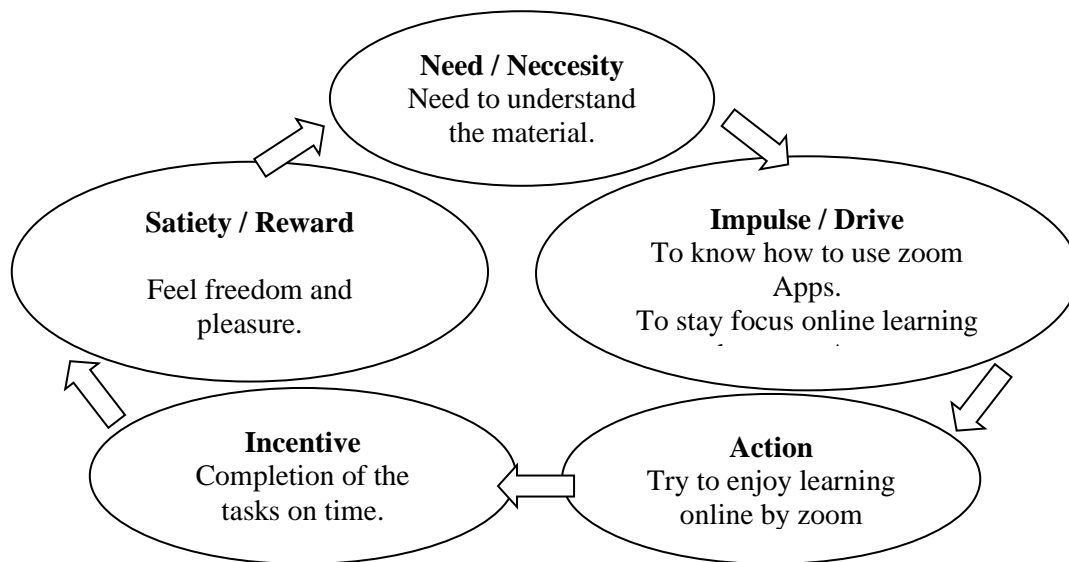 Need / Neccesity
Need to understand
the material.
Impulse / Drive
To know how to use zoom
Apps.
To stay focus online learning
Action
Try to enjoy learning
online by zoom
Incentive
Completion of the
tasks on time.
Satiety / Reward
Feel freedom and
pleasure.